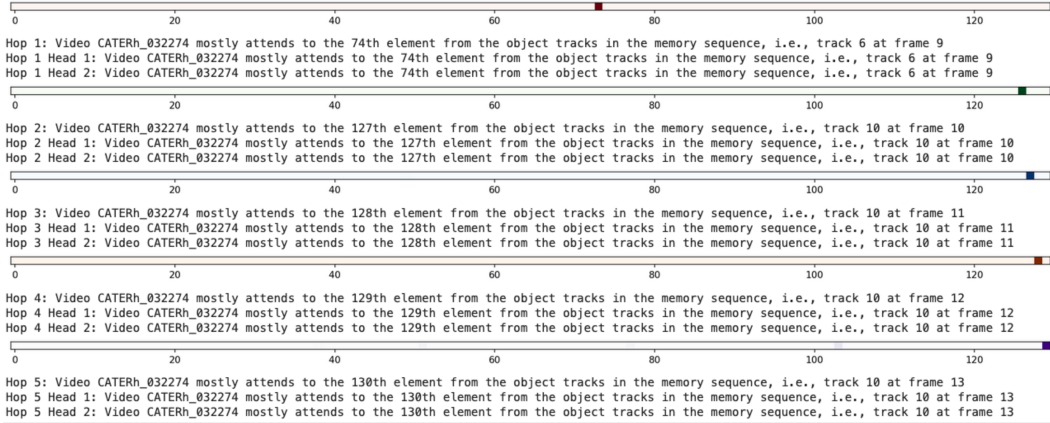 0 20 40 60 80 100 120
Hop 1: Video CATERh_032274 mostly attends to the 74th element from the object tracks in the memory sequence, i.e., track 6 at frame 9
Hop 1 Head 1: Video CATERh_032274 mostly attends to the 74th element from the object tracks in the memory sequence, i.e., track 6 at frame 9
Hop 1 Head 2: Video CATERh_032274 mostly attends to the 74th element from the object tracks in the memory sequence, i.e., track 6 at frame 9
0 20 40 60 80 100 120
Hop 2: Video CATERh_032274 mostly attends to the 127th element from the object tracks in the memory sequence, i.e., track 10 at frame 10
Hop 2 Head 1: Video CATERh_032274 mostly attends to the 127th element from the object tracks in the memory sequence, i.e., track 10 at frame 10
Hop 2 Head 2: Video CATERh_032274 mostly attends to the 127th element from the object tracks in the memory sequence, i.e., track 10 at frame 10
0 20 40 60 80 100 120
Hop 3: Video CATERh_032274 mostly attends to the 128th element from the object tracks in the memory sequence, i.e., track 10 at frame 11
Hop 3 Head 1: Video CATERh_032274 mostly attends to the 128th element from the object tracks in the memory sequence, i.e., track 10 at frame 11
Hop 3 Head 2: Video CATERh_032274 mostly attends to the 128th element from the object tracks in the memory sequence, i.e., track 10 at frame 11
0 20 40 60 80 100 120
Hop 4: Video CATERh_032274 mostly attends to the 129th element from the object tracks in the memory sequence, i.e., track 10 at frame 12
Hop 4 Head 1: Video CATERh_032274 mostly attends to the 129th element from the object tracks in the memory sequence, i.e., track 10 at frame 12
Hop 4 Head 2: Video CATERh_032274 mostly attends to the 129th element from the object tracks in the memory sequence, i.e., track 10 at frame 12
0 20 40 60 80 100 120
Hop 5: Video CATERh_032274 mostly attends to the 130th element from the object tracks in the memory sequence, i.e., track 10 at frame 13
Hop 5 Head 1: Video CATERh_032274 mostly attends to the 130th element from the object tracks in the memory sequence, i.e., track 10 at frame 13
Hop 5 Head 2: Video CATERh_032274 mostly attends to the 130th element from the object tracks in the memory sequence, i.e., track 10 at frame 13